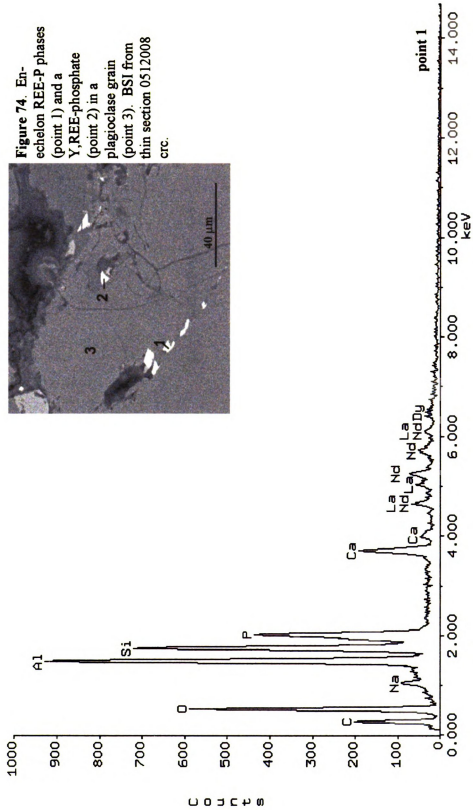 Figure 74. En-
echelon REE-P phases
(point 1) and a
Y,REE-phosphate
(point 2) in a
plagioclase grain
(point 3). BSI from
thin section 0512008
crc.
3
2
1
40 µm
Counts
1000
900
800
700
600
500
400
300
200
100
0
C
O
Na
Al
Si
P
Ca
Ca
La
Nd
La
Nd
Nd
La
Nd
Dy
point 1
0.000
2.000
4.000
6.000
8.000
10.000
12.000
14.000
keV